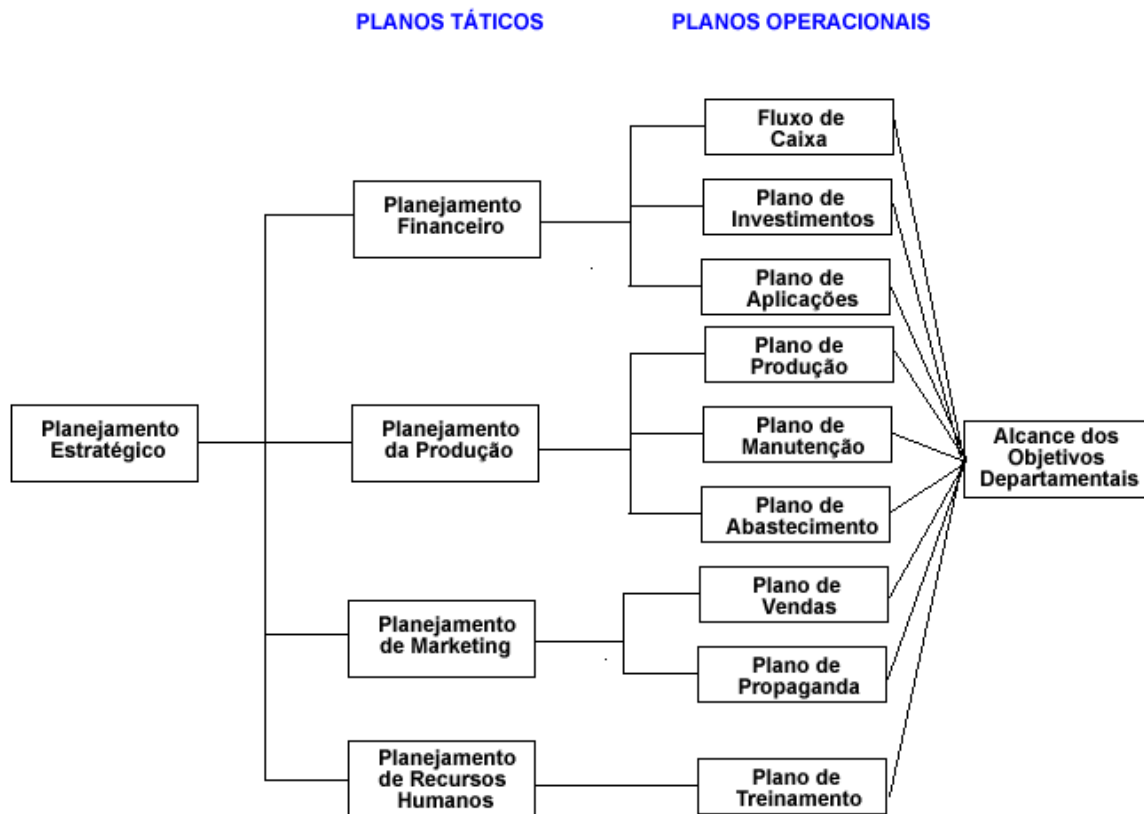 PLANOS TÁTICOS
PLANOS OPERACIONAIS
Fluxo de
Caixa
Planejamento
Financeiro
Plano de
Investimentos
Plano de
Aplicações
Plano de
Produção
Planejamento
Estratégico
Planejamento
da Produção
Plano de
Manutenção
Alcance dos
Objetivos
Departamentais
Plano de
Abastecimento
Plano de
Vendas
Planejamento
de Marketing
Plano de
Propaganda
Planejamento
de Recursos
Humanos
Plano de
Treinamento